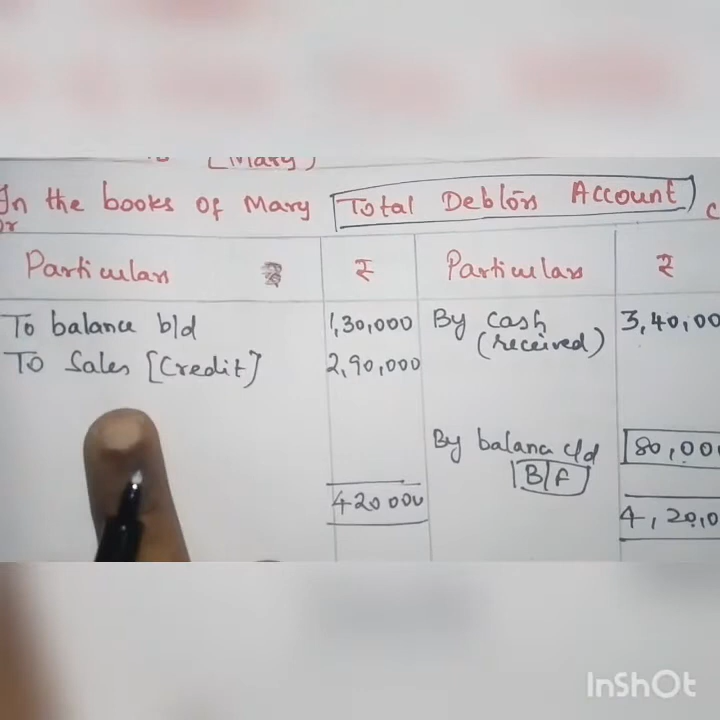 In the books of Mary Total Debtors Account
Dr
Particulars ₹ Particulars ₹
To balance b/d 1,30,000 By cash 3,40,00
(received)
To Sales [Credit] 2,90,000
By balance c/d 80,00
B/F
420000 4,20,0
InShOt